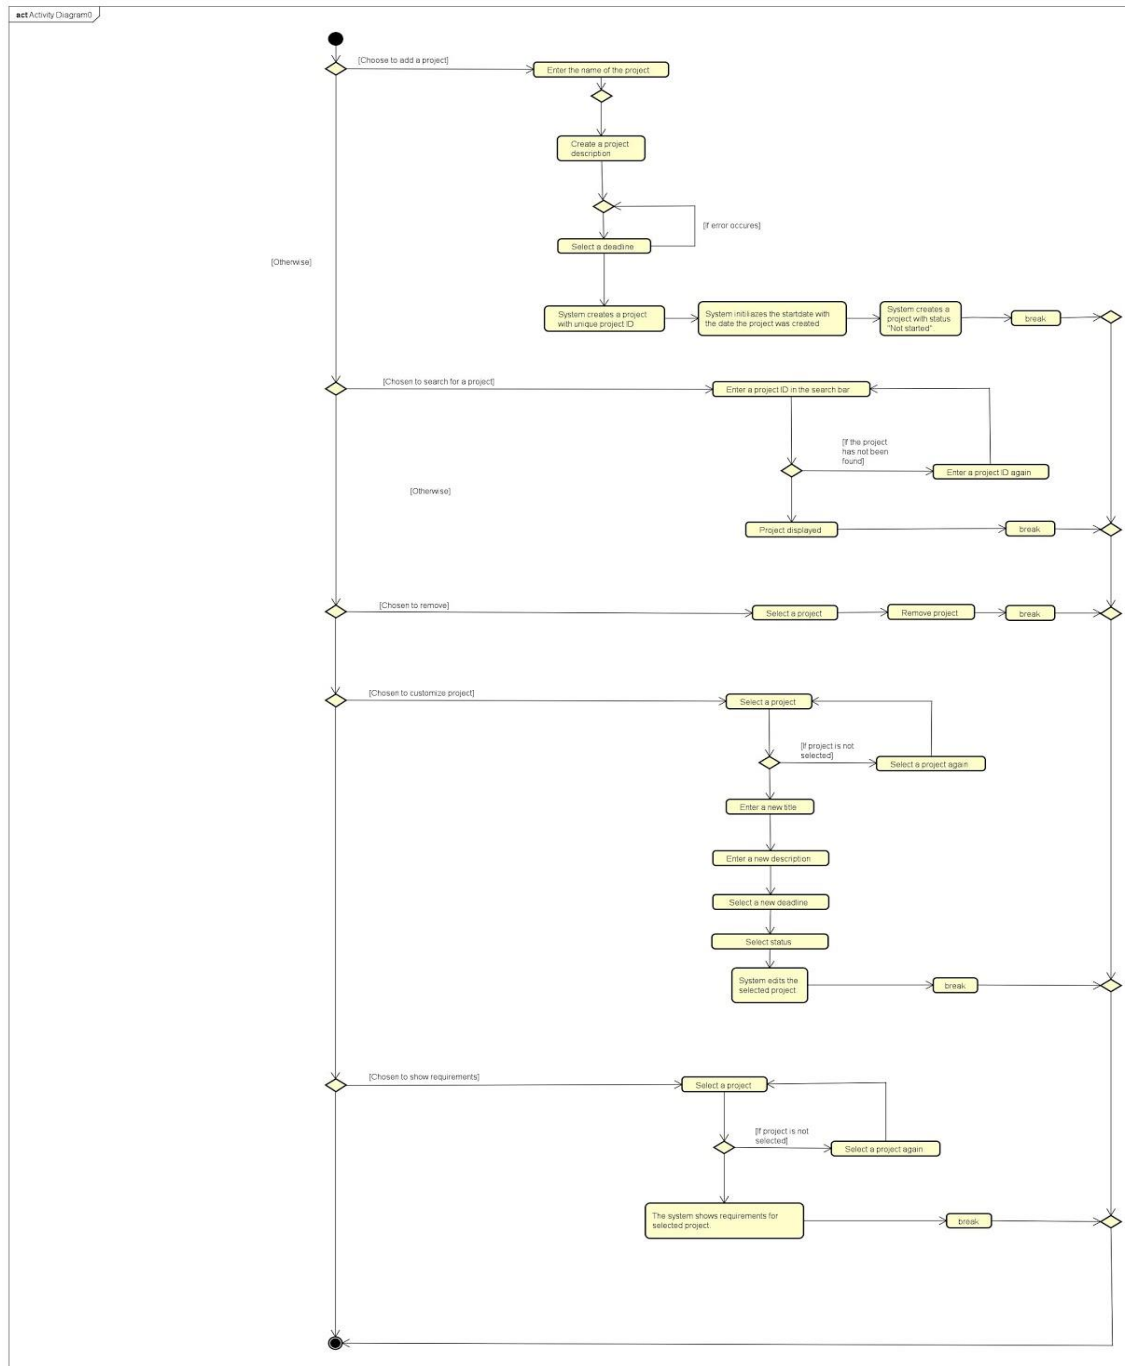 act Activity Diagram0
[Choose to add a project]
Enter the name of the project
Create a project
description
[If error occures]
Select a deadline
[Otherwise]
System creates a project
with unique project ID
System initiliazes the startdate with
the date the project was created
System creates a
project with status
"Not started"
break
[Chosen to search for a project]
Enter a project ID in the search bar
[If the project
has not been
found]
Enter a project ID again
[Otherwise]
Project displayed
break
[Chosen to remove]
Select a project
Remove project
break
[Chosen to customize project]
Select a project
[If project is not
selected]
Select a project again
Enter a new title
Enter a new description
Select a new deadline
Select status
System edits the
selected project
break
[Chosen to show requirements]
Select a project
[If project is not
selected]
Select a project again
The system shows requirements for
selected project
break